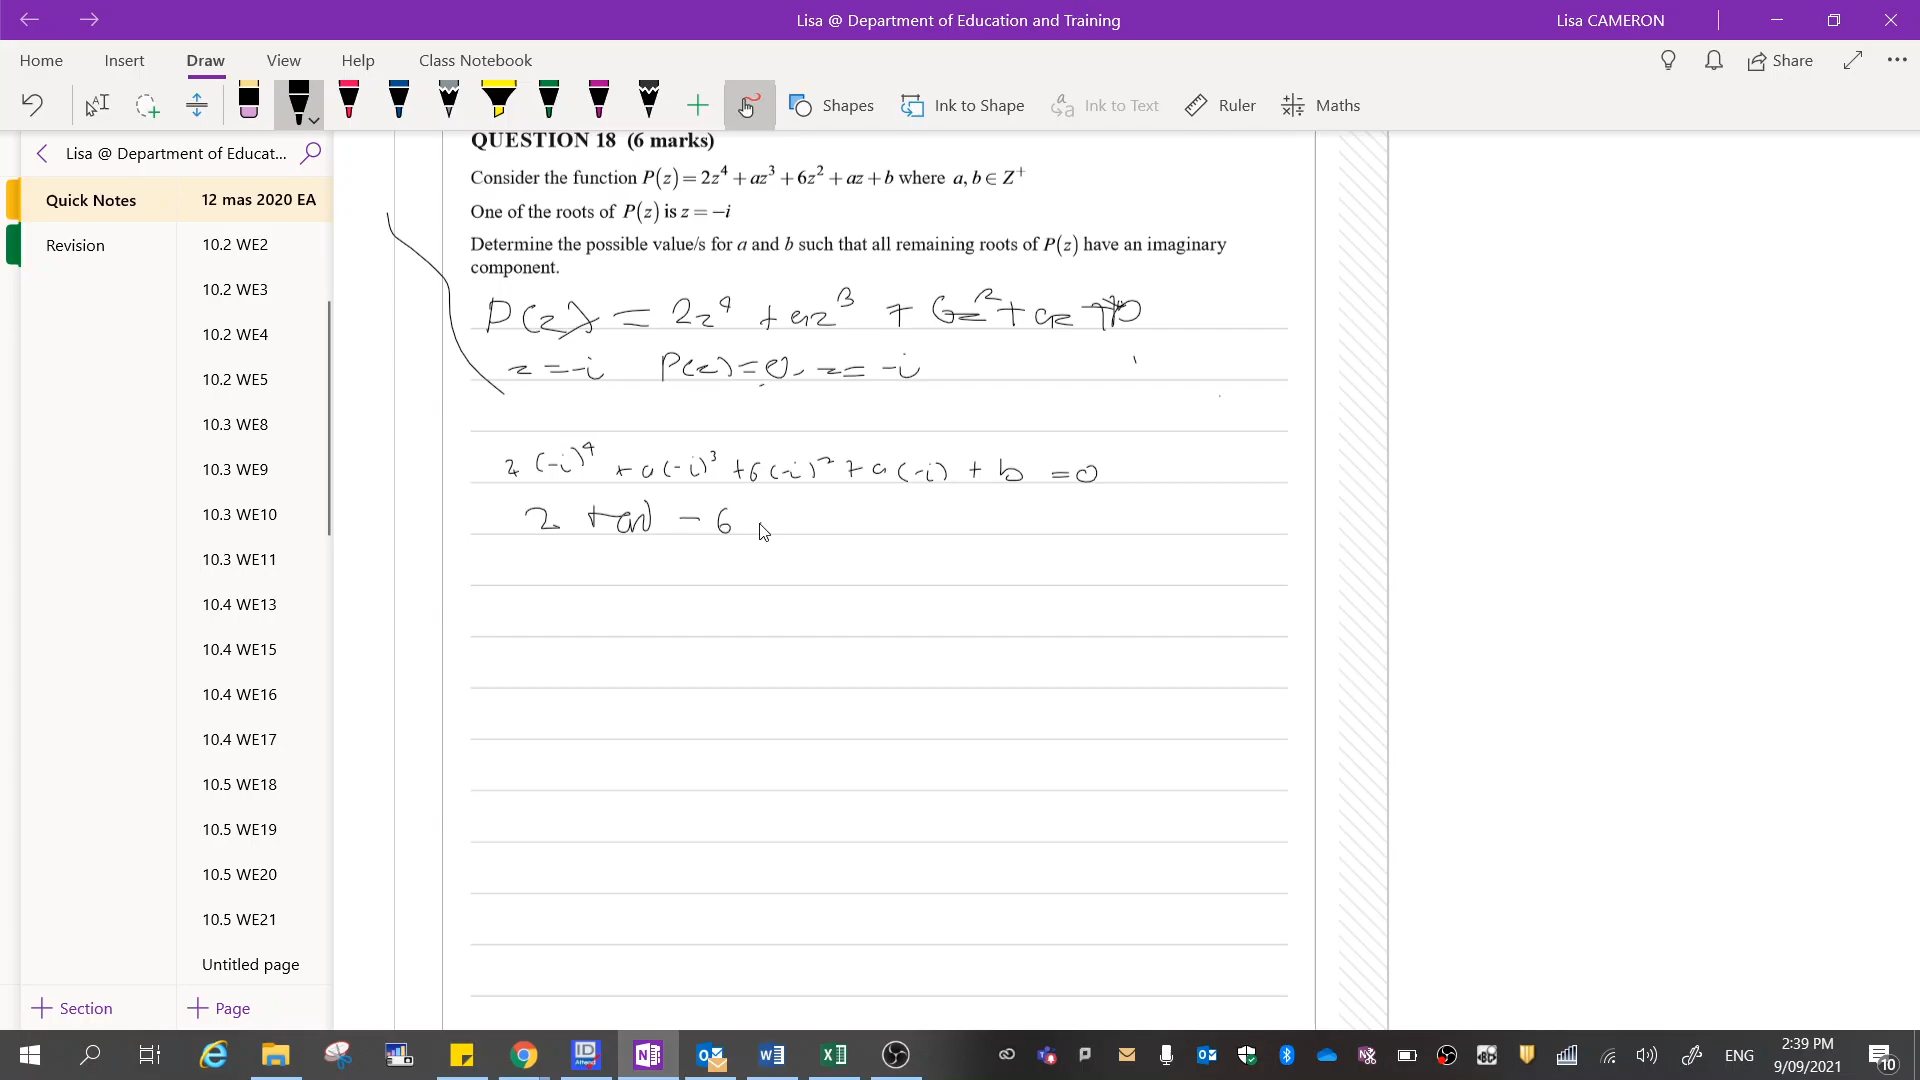 Lisa @ Department of Education and Training
Lisa CAMERON
Home Insert Draw View Help Class Notebook
Share
Shapes Ink to Shape Ink to Text Ruler Maths
Lisa @ Department of Educat...
Quick Notes
Revision
12 mas 2020 EA
10.2 WE2
10.2 WE3
10.2 WE4
10.2 WE5
10.3 WE8
10.3 WE9
10.3 WE10
10.3 WE11
10.4 WE13
10.4 WE15
10.4 WE16
10.4 WE17
10.5 WE18
10.5 WE19
10.5 WE20
10.5 WE21
Untitled page
Section
Page
QUESTION 18 (6 marks)
Consider the function P(z) = 2z⁴ + az³ + 6z² + az + b where a, b ∈ Z⁺
One of the roots of P(z) is z = −i
Determine the possible value/s for a and b such that all remaining roots of P(z) have an imaginary
component.
P(z) = 2z⁴ + az³ + 6z² + az + b
z = -i P(z) = 0, z = -i
2(-i)⁴ + a(-i)³ + 6(-i)² + a(-i) + b = 0
2 + ai - 6
ENG
2:39 PM
9/09/2021
10